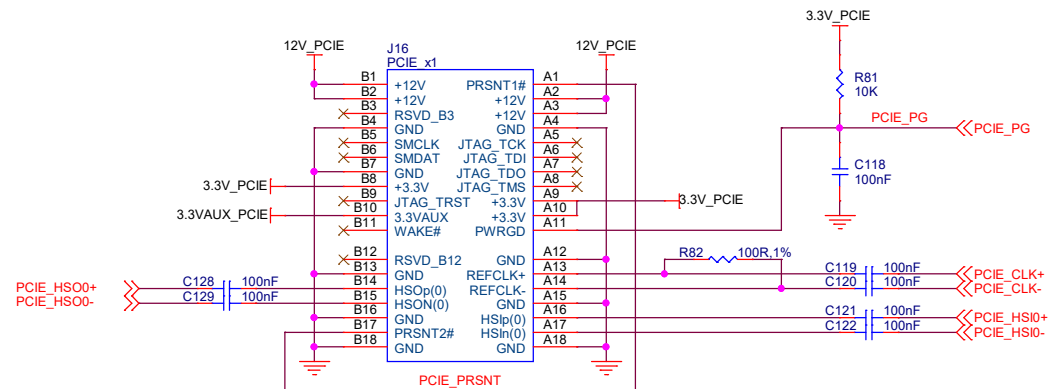 3.3V_PCIE
12V_PCIE
12V_PCIE
J16
PCIE_x1
R81
10K
B1 +12V PRSNT1# A1
B2 +12V +12V A2
B3 RSVD_B3 +12V A3
B4 GND GND A4
PCIE_PG
PCIE_PG
B5 SMCLK JTAG_TCK A5
B6 SMDAT JTAG_TDI A6
B7 GND JTAG_TDO A7
C118
100nF
3.3V_PCIE
B8 +3.3V JTAG_TMS A8
B9 JTAG_TRST +3.3V A9
3.3V_PCIE
3.3VAUX_PCIE
B10 3.3VAUX +3.3V A10
B11 WAKE# PWRGD A11
B12 RSVD_B12 GND A12
R82 100R,1%
B13 GND REFCLK+ A13
C119 100nF PCIE_CLK+
PCIE_HSO0+ C128 100nF
B14 HSOp(0) REFCLK- A14
C120 100nF PCIE_CLK-
PCIE_HSO0- C129 100nF
B15 HSON(0) GND A15
B16 GND HSIp(0) A16
C121 100nF PCIE_HSI0+
B17 PRSNT2# HSIn(0) A17
C122 100nF PCIE_HSI0-
B18 GND GND A18
PCIE_PRSNT